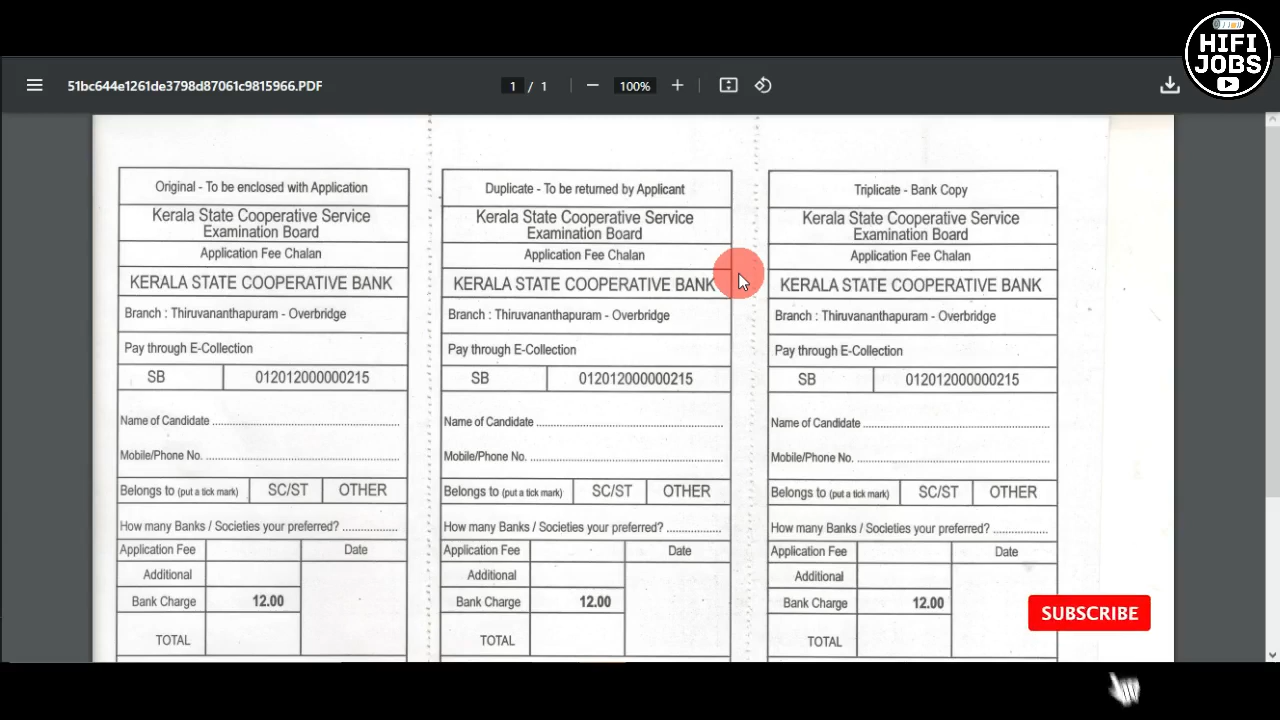 HIFI
JOBS
51bc644e1261de3798d87061c9815966.PDF
1 / 1
100%
Original - To be enclosed with Application
Kerala State Cooperative Service
Examination Board
Application Fee Chalan
KERALA STATE COOPERATIVE BANK
Branch : Thiruvananthapuram - Overbridge
Pay through E-Collection
SB 012012000000215
Name of Candidate ..........................................................
Mobile/Phone No. ............................................................
Belongs to (put a tick mark) SC/ST OTHER
How many Banks / Societies your preferred? .................
Application Fee Date
Additional
Bank Charge 12.00
TOTAL
Duplicate - To be returned by Applicant
Kerala State Cooperative Service
Examination Board
Application Fee Chalan
KERALA STATE COOPERATIVE BANK
Branch : Thiruvananthapuram - Overbridge
Pay through E-Collection
SB 012012000000215
Name of Candidate ..........................................................
Mobile/Phone No. ............................................................
Belongs to (put a tick mark) SC/ST OTHER
How many Banks / Societies your preferred? .................
Application Fee Date
Additional
Bank Charge 12.00
TOTAL
Triplicate - Bank Copy
Kerala State Cooperative Service
Examination Board
Application Fee Chalan
KERALA STATE COOPERATIVE BANK
Branch : Thiruvananthapuram - Overbridge
Pay through E-Collection
SB 012012000000215
Name of Candidate ..........................................................
Mobile/Phone No. ............................................................
Belongs to (put a tick mark) SC/ST OTHER
How many Banks / Societies your preferred? .................
Application Fee Date
Additional
Bank Charge 12.00
TOTAL
SUBSCRIBE